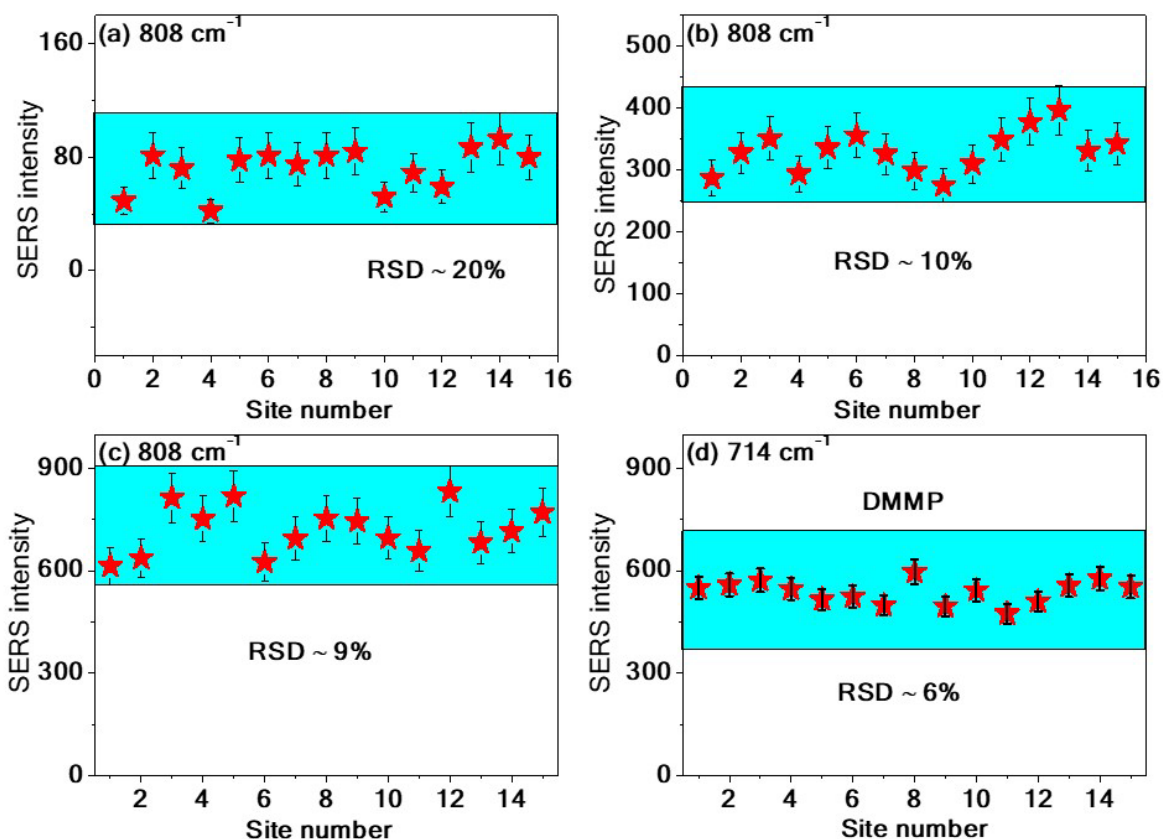 (a) 808 cm⁻¹
160
80
0
SERS intensity
RSD ~ 20%
0 2 4 6 8 10 12 14 16
Site number
(b) 808 cm⁻¹
500
400
300
200
100
0
SERS intensity
RSD ~ 10%
0 2 4 6 8 10 12 14 16
Site number
(c) 808 cm⁻¹
900
600
300
0
SERS intensity
RSD ~ 9%
2 4 6 8 10 12 14
Site number
(d) 714 cm⁻¹
DMMP
900
600
300
0
SERS intensity
RSD ~ 6%
2 4 6 8 10 12 14
Site number